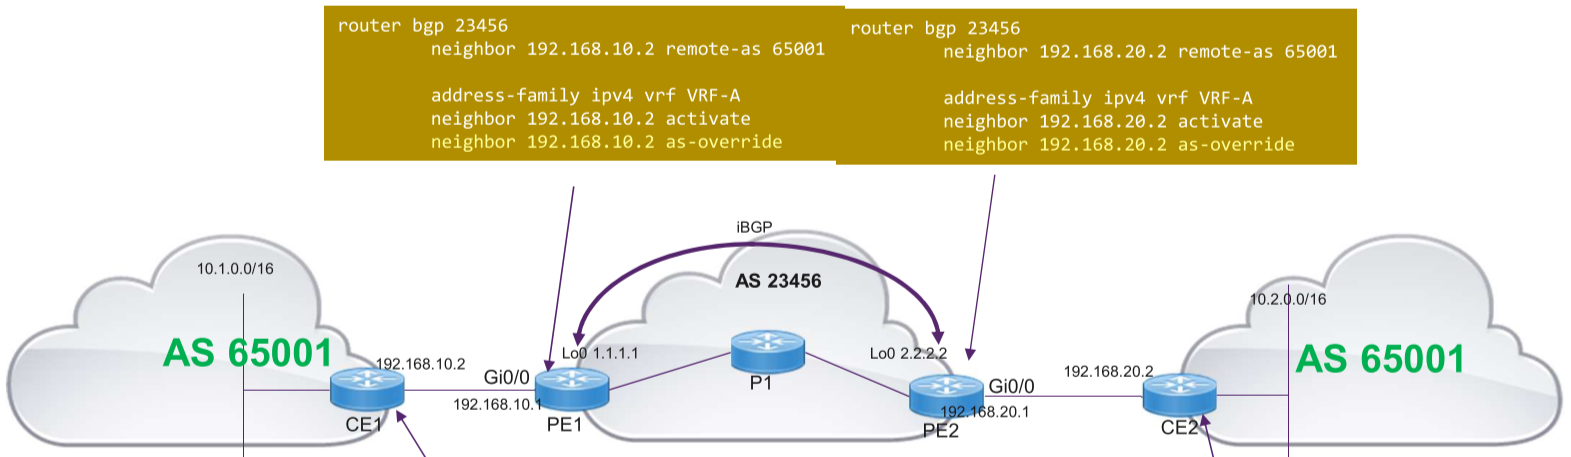 router bgp 23456
neighbor 192.168.10.2 remote-as 65001
address-family ipv4 vrf VRF-A
neighbor 192.168.10.2 activate
neighbor 192.168.10.2 as-override
router bgp 23456
neighbor 192.168.20.2 remote-as 65001
address-family ipv4 vrf VRF-A
neighbor 192.168.20.2 activate
neighbor 192.168.20.2 as-override
iBGP
AS 23456
10.1.0.0/16
AS 65001
192.168.10.2
CE1
Gi0/0
192.168.10.1
Lo0 1.1.1.1
PE1
P1
Lo0 2.2.2.2
Gi0/0
192.168.20.1
PE2
192.168.20.2
CE2
10.2.0.0/16
AS 65001